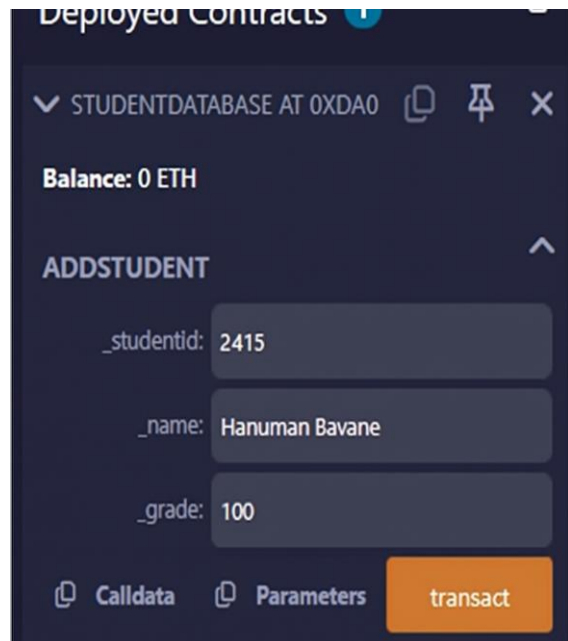 Deployed Contracts 1
STUDENTDATABASE AT 0XDA0
Balance: 0 ETH
ADDSTUDENT
_studentid: 2415
_name: Hanuman Bavane
_grade: 100
Calldata Parameters transact